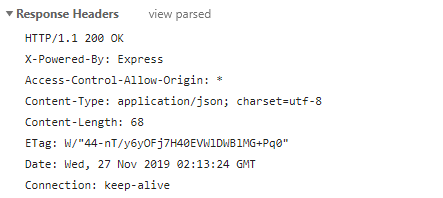 ▼ Response Headers view parsed
HTTP/1.1 200 OK
X-Powered-By: Express
Access-Control-Allow-Origin: *
Content-Type: application/json; charset=utf-8
Content-Length: 68
ETag: W/"44-nT/y6yOFj7H40EVWlDWBlMG+Pq0"
Date: Wed, 27 Nov 2019 02:13:24 GMT
Connection: keep-alive